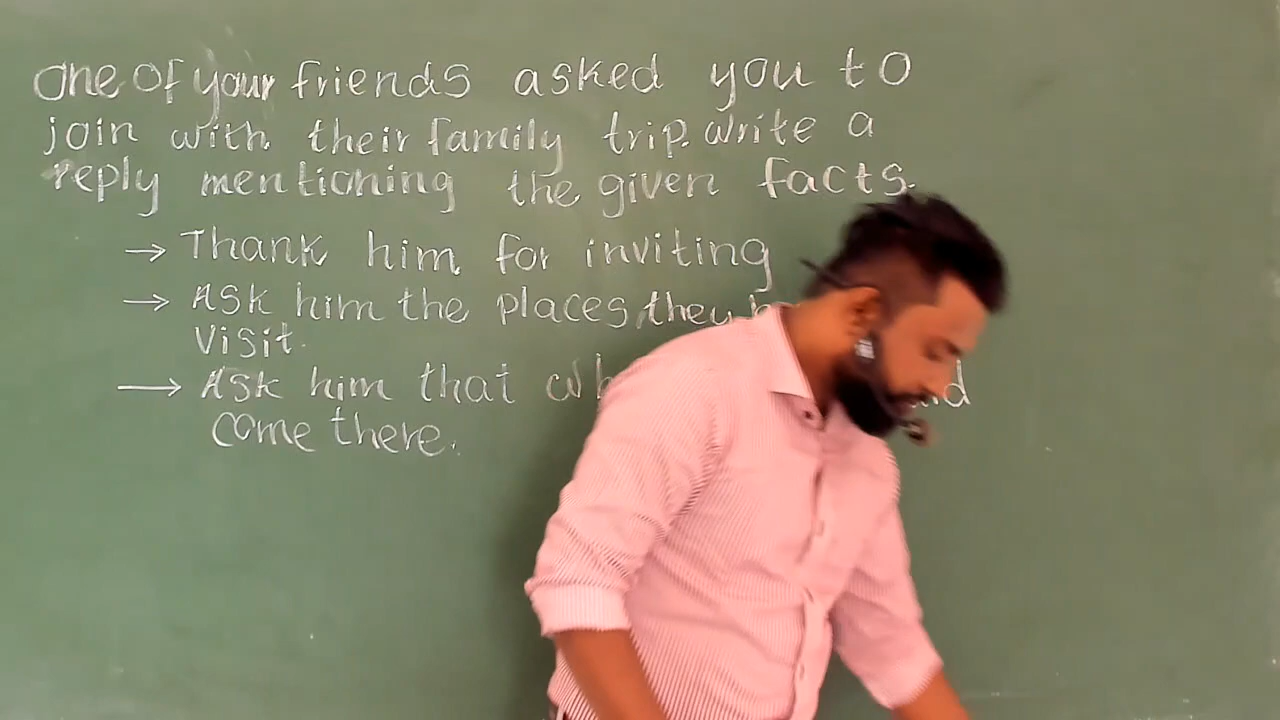 One of your friends asked you to
join with their family trip. write a
reply mentioning the given facts.
→ Thank him for inviting
→ Ask him the places they
visit.
→ Ask him that
come there.